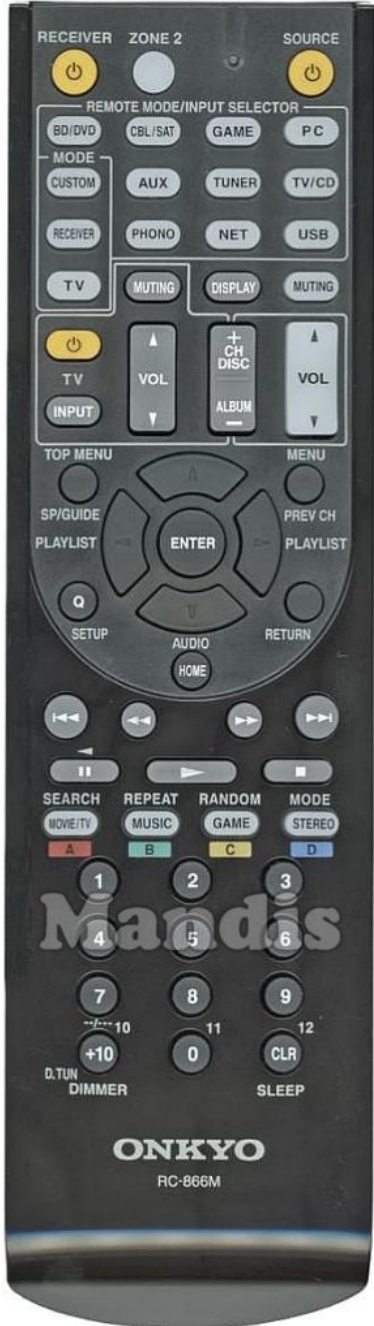 RECEIVER ZONE 2 SOURCE
REMOTE MODE/INPUT SELECTOR
BD/DVD CBL/SAT GAME PC
MODE
CUSTOM AUX TUNER TV/CD
RECEIVER PHONO NET USB
TV MUTING DISPLAY MUTING
TV VOL + CH DISC VOL
INPUT ALBUM −
TOP MENU MENU
SP/GUIDE PREV CH
PLAYLIST ENTER PLAYLIST
Q
SETUP AUDIO RETURN
HOME
SEARCH REPEAT RANDOM MODE
MOVIE/TV MUSIC GAME STEREO
A B C D
1 2 3
Mandis
4 5 6
7 8 9
--/--- 10 11 12
+10 0 CLR
D.TUN
DIMMER SLEEP
ONKYO
RC-866M